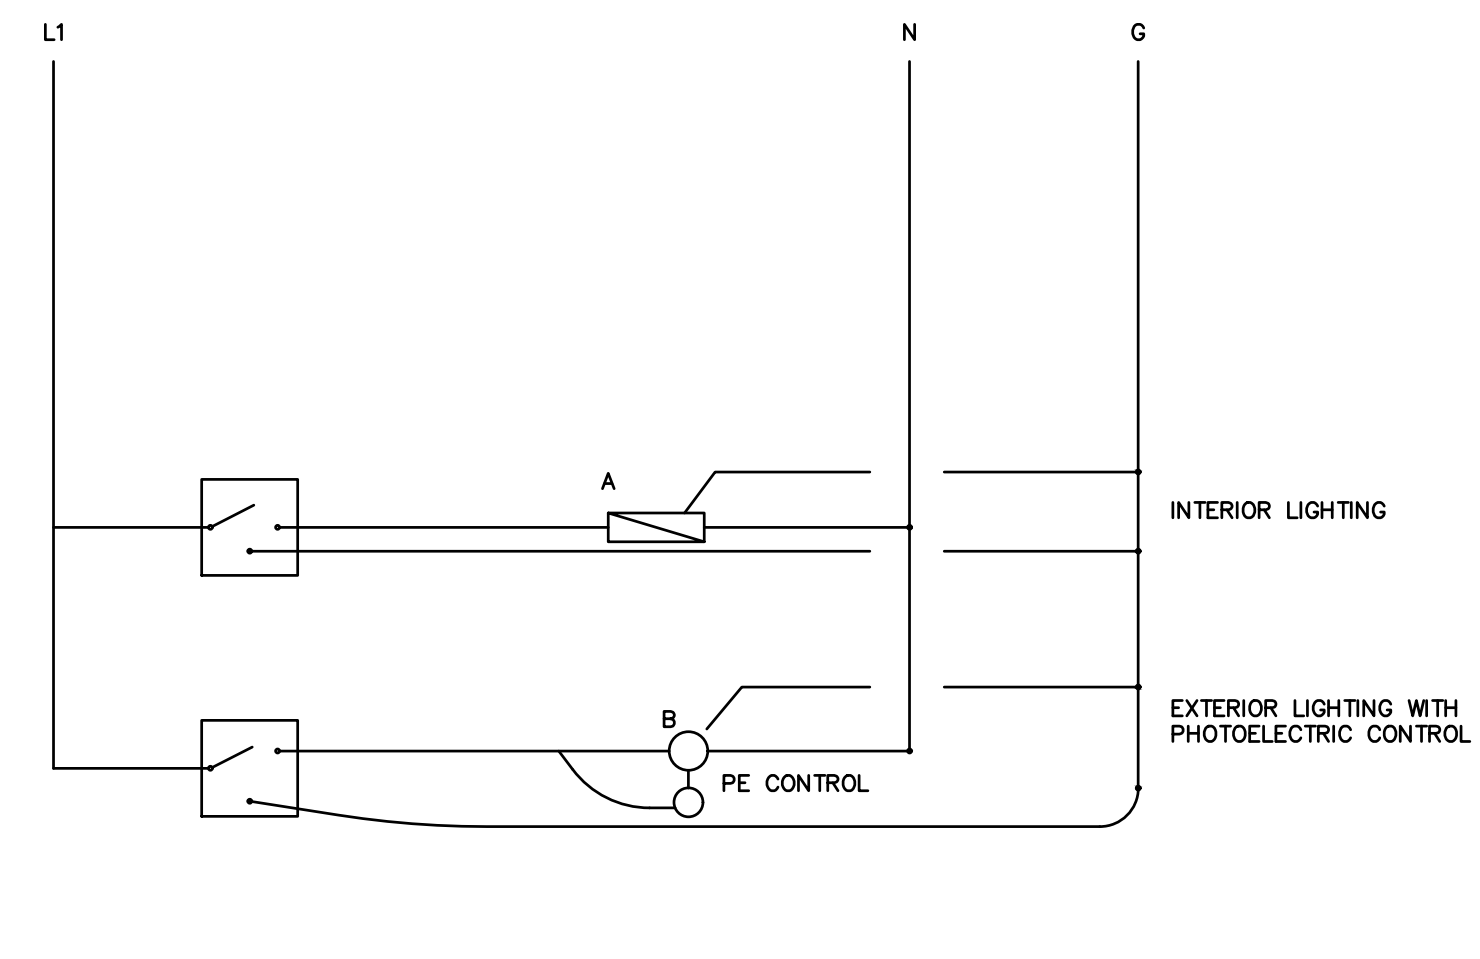 L1
N
G
A
INTERIOR LIGHTING
B
EXTERIOR LIGHTING WITH
PHOTOELECTRIC CONTROL
PE CONTROL